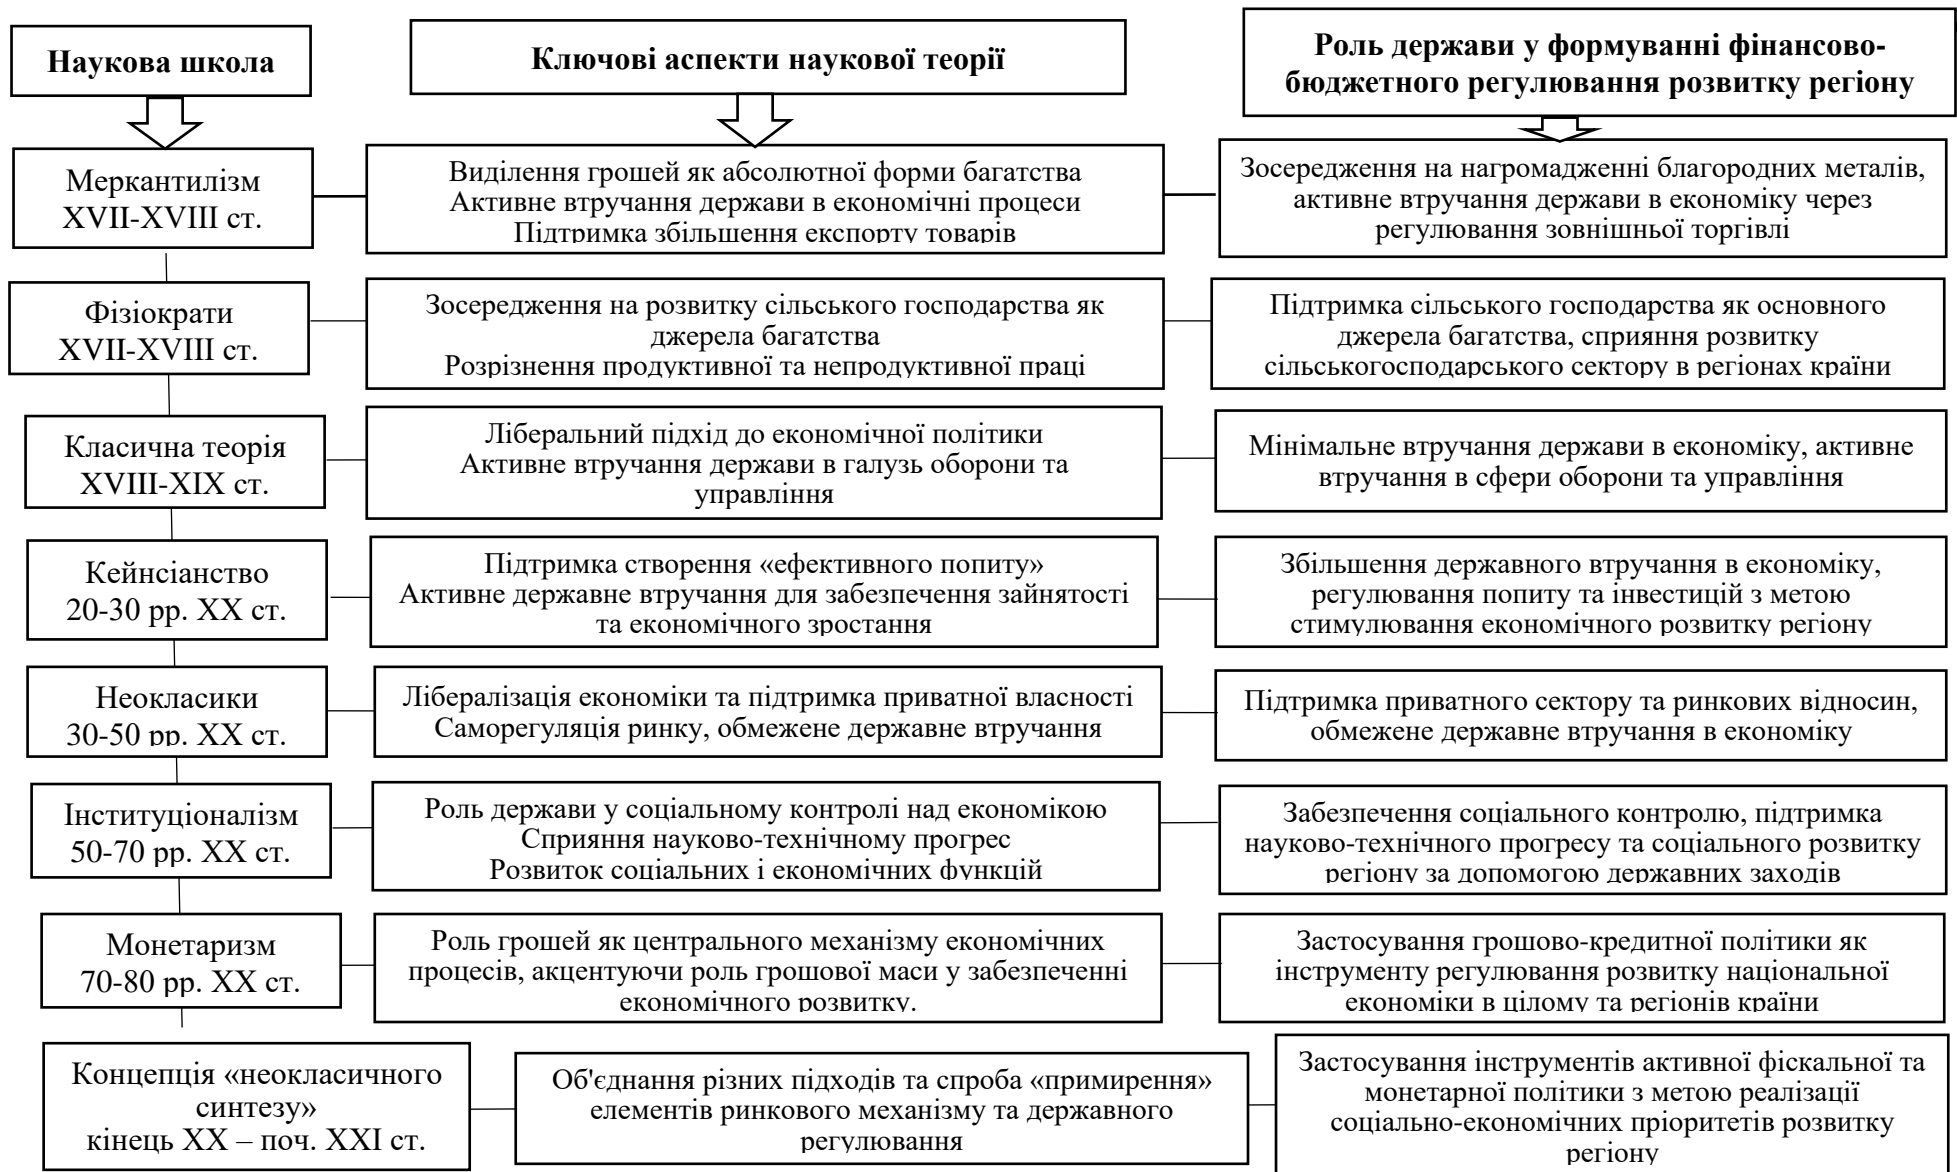 Наукова школа
Ключові аспекти наукової теорії
Роль держави у формуванні фінансово-
бюджетного регулювання розвитку регіону
Меркантилізм
XVII-XVIII ст.
Виділення грошей як абсолютної форми багатства
Активне втручання держави в економічні процеси
Підтримка збільшення експорту товарів
Зосередження на нагромадженні благородних металів,
активне втручання держави в економіку через
регулювання зовнішньої торгівлі
Фізіократи
XVII-XVIII ст.
Зосередження на розвитку сільського господарства як
джерела багатства
Розрізнення продуктивної та непродуктивної праці
Підтримка сільського господарства як основного
джерела багатства, сприяння розвитку
сільськогосподарського сектору в регіонах країни
Класична теорія
XVIII-XIX ст.
Ліберальний підхід до економічної політики
Активне втручання держави в галузь оборони та
управління
Мінімальне втручання держави в економіку, активне
втручання в сфери оборони та управління
Кейнсіанство
20-30 рр. XX ст.
Підтримка створення «ефективного попиту»
Активне державне втручання для забезпечення зайнятості
та економічного зростання
Збільшення державного втручання в економіку,
регулювання попиту та інвестицій з метою
стимулювання економічного розвитку регіону
Неокласики
30-50 рр. XX ст.
Лібералізація економіки та підтримка приватної власності
Саморегуляція ринку, обмежене державне втручання
Підтримка приватного сектору та ринкових відносин,
обмежене державне втручання в економіку
Інституціоналізм
50-70 рр. XX ст.
Роль держави у соціальному контролі над економікою
Сприяння науково-технічному прогрес
Розвиток соціальних і економічних функцій
Забезпечення соціального контролю, підтримка
науково-технічного прогресу та соціального розвитку
регіону за допомогою державних заходів
Монетаризм
70-80 рр. XX ст.
Роль грошей як центрального механізму економічних
процесів, акцентуючи роль грошової маси у забезпеченні
економічного розвитку.
Застосування грошово-кредитної політики як
інструменту регулювання розвитку національної
економіки в цілому та регіонів країни
Концепція «неокласичного
синтезу»
кінець XX – поч. XXI ст.
Об'єднання різних підходів та спроба «примирення»
елементів ринкового механізму та державного
регулювання
Застосування інструментів активної фіскальної та
монетарної політики з метою реалізації
соціально-економічних пріоритетів розвитку
регіону